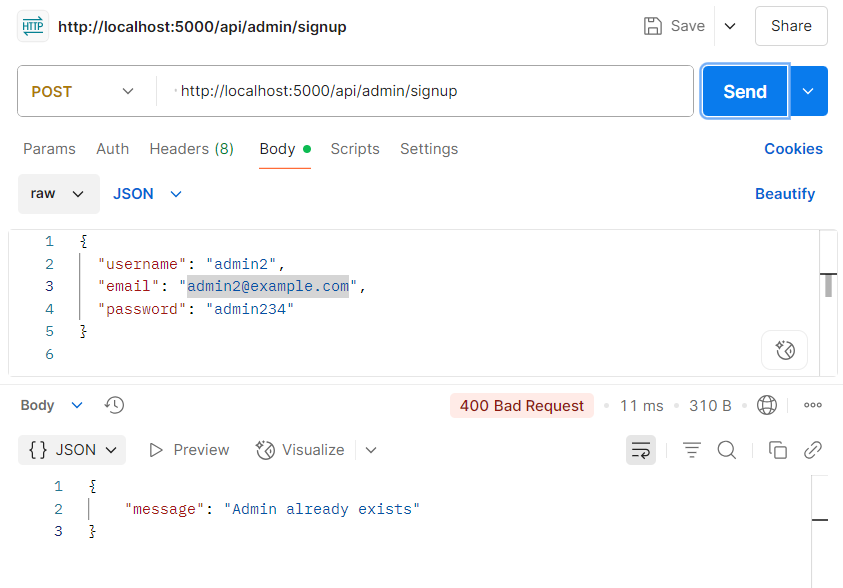 HTTP http://localhost:5000/api/admin/signup Save Share
POST http://localhost:5000/api/admin/signup Send
Params Auth Headers (8) Body Scripts Settings Cookies
raw JSON Beautify
1 {
2 "username": "admin2",
3 "email": "admin2@example.com",
4 "password": "admin234"
5 }
6
Body 400 Bad Request • 11 ms • 310 B •
{} JSON Preview Visualize
1 {
2 "message": "Admin already exists"
3 }